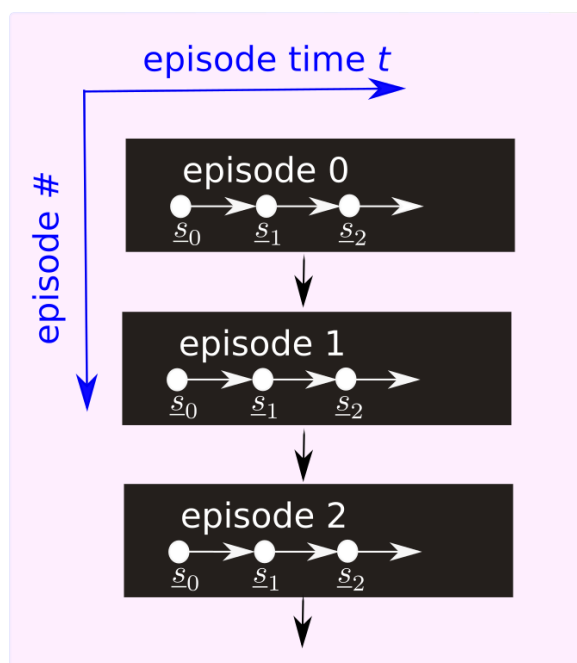 episode time t
episode #
episode 0
s₀ s₁ s₂
episode 1
s₀ s₁ s₂
episode 2
s₀ s₁ s₂